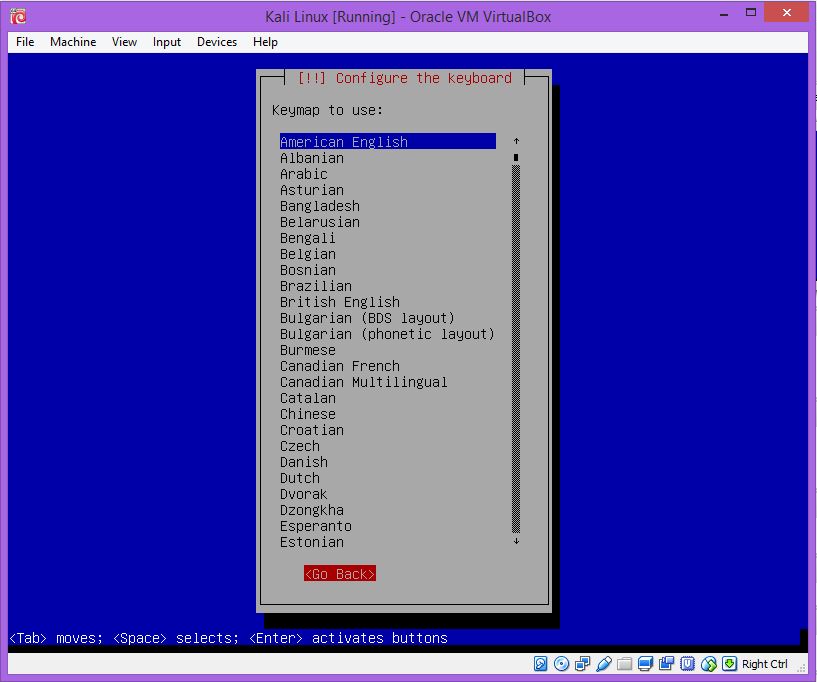 Kali Linux [Running] - Oracle VM VirtualBox
File Machine View Input Devices Help
[!!] Configure the keyboard
Keymap to use:
American English
Albanian
Arabic
Asturian
Bangladesh
Belarusian
Bengali
Belgian
Bosnian
Brazilian
British English
Bulgarian (BDS layout)
Bulgarian (phonetic layout)
Burmese
Canadian French
Canadian Multilingual
Catalan
Chinese
Croatian
Czech
Danish
Dutch
Dvorak
Dzongkha
Esperanto
Estonian
<Go Back>
<Tab> moves; <Space> selects; <Enter> activates buttons
Right Ctrl